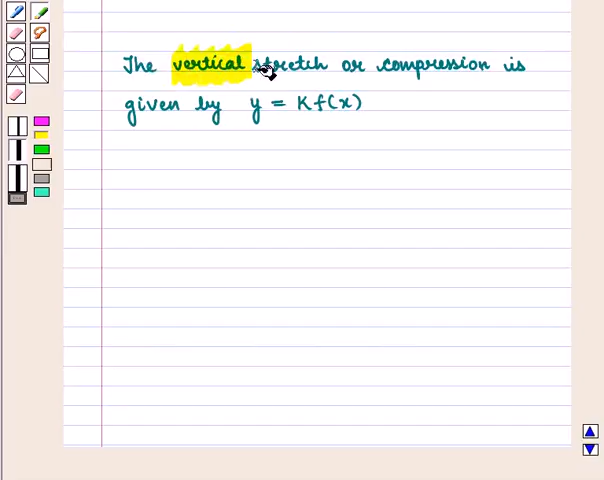 The vertical stretch or compression is
given by y = Kf(x)